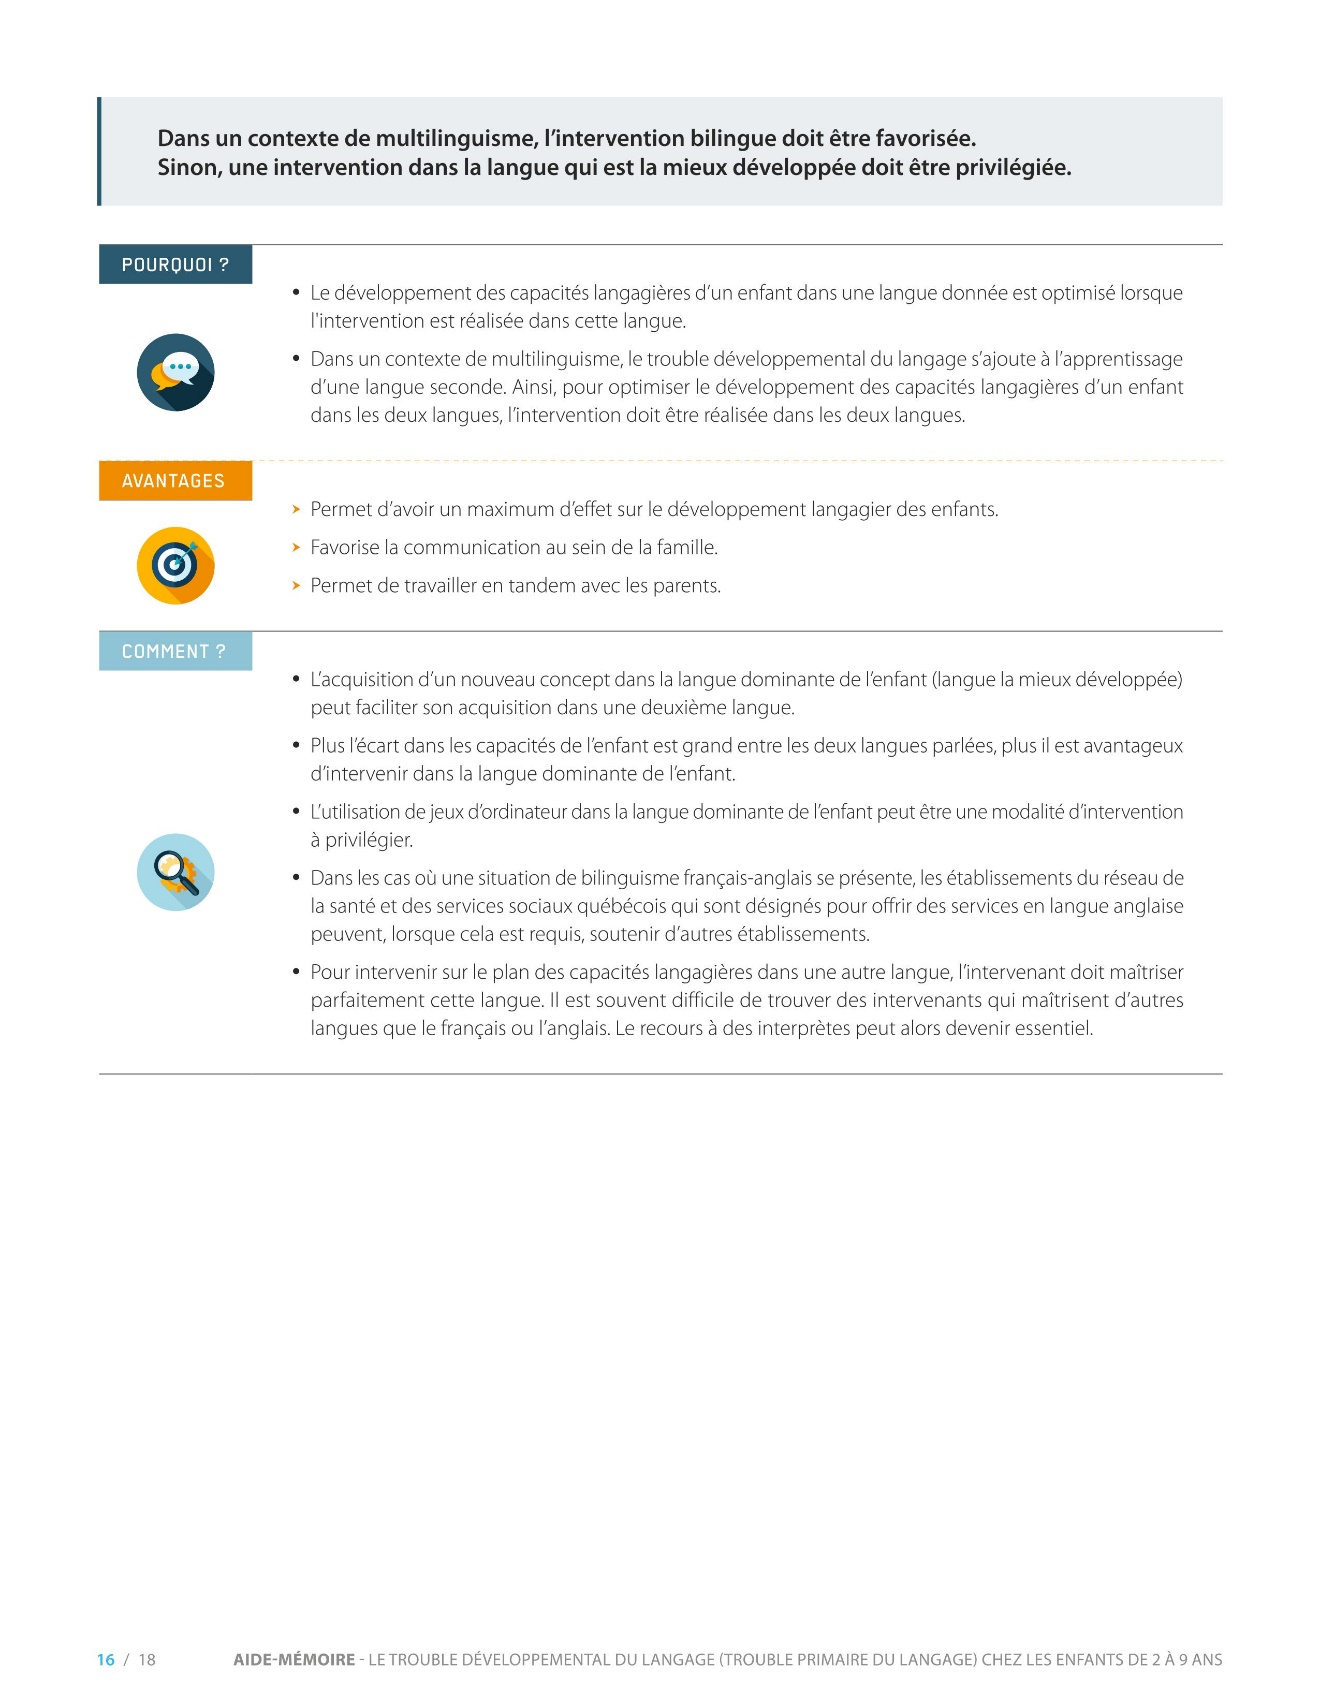 Dans un contexte de multilinguisme, l’intervention bilingue doit être favorisée.
Sinon, une intervention dans la langue qui est la mieux développée doit être privilégiée.
POURQUOI ?
• Le développement des capacités langagières d’un enfant dans une langue donnée est optimisé lorsque
l'intervention est réalisée dans cette langue.
• Dans un contexte de multilinguisme, le trouble développemental du langage s’ajoute à l’apprentissage
d’une langue seconde. Ainsi, pour optimiser le développement des capacités langagières d’un enfant
dans les deux langues, l’intervention doit être réalisée dans les deux langues.
AVANTAGES
➤ Permet d’avoir un maximum d’effet sur le développement langagier des enfants.
➤ Favorise la communication au sein de la famille.
➤ Permet de travailler en tandem avec les parents.
COMMENT ?
• L’acquisition d’un nouveau concept dans la langue dominante de l’enfant (langue la mieux développée)
peut faciliter son acquisition dans une deuxième langue.
• Plus l’écart dans les capacités de l’enfant est grand entre les deux langues parlées, plus il est avantageux
d’intervenir dans la langue dominante de l’enfant.
• L’utilisation de jeux d’ordinateur dans la langue dominante de l’enfant peut être une modalité d’intervention
à privilégier.
• Dans les cas où une situation de bilinguisme français-anglais se présente, les établissements du réseau de
la santé et des services sociaux québécois qui sont désignés pour offrir des services en langue anglaise
peuvent, lorsque cela est requis, soutenir d’autres établissements.
• Pour intervenir sur le plan des capacités langagières dans une autre langue, l’intervenant doit maîtriser
parfaitement cette langue. Il est souvent difficile de trouver des intervenants qui maîtrisent d’autres
langues que le français ou l’anglais. Le recours à des interprètes peut alors devenir essentiel.
16 / 18 AIDE-MÉMOIRE - LE TROUBLE DÉVELOPPEMENTAL DU LANGAGE (TROUBLE PRIMAIRE DU LANGAGE) CHEZ LES ENFANTS DE 2 À 9 ANS